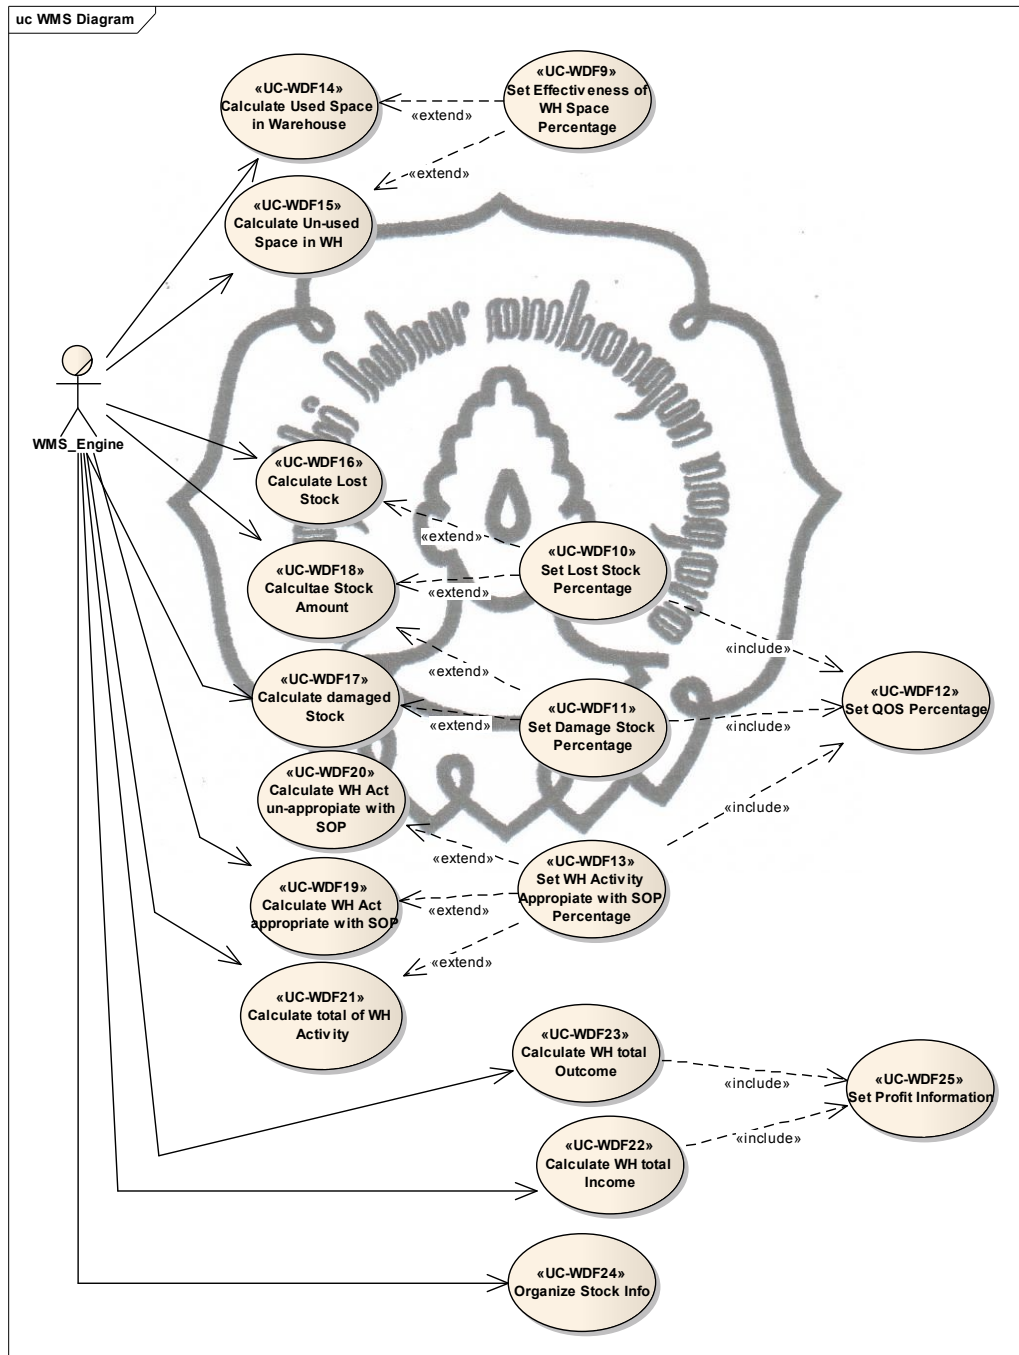 uc WMS Diagram
«UC-WDF14»
Calculate Used Space
in Warehouse
«UC-WDF9»
Set Effectiveness of
WH Space
Percentage
«extend»
«extend»
«UC-WDF15»
Calculate Un-used
Space in WH
WMS_Engine
«UC-WDF16»
Calculate Lost
Stock
«extend»
«UC-WDF10»
Set Lost Stock
Percentage
«UC-WDF18»
Calcultae Stock
Amount
«extend»
«include»
«extend»
«UC-WDF17»
Calculate damaged
Stock
«extend»
«UC-WDF11»
Set Damage Stock
Percentage
«include»
«UC-WDF12»
Set QOS Percentage
«UC-WDF20»
Calculate WH Act
un-appropiate with
SOP
«include»
«extend»
«UC-WDF13»
Set WH Activity
Appropiate with SOP
Percentage
«UC-WDF19»
Calculate WH Act
appropriate with SOP
«extend»
«extend»
«UC-WDF21»
Calculate total of WH
Activity
«UC-WDF23»
Calculate WH total
Outcome
«include»
«UC-WDF25»
Set Profit Information
«UC-WDF22»
Calculate WH total
Income
«include»
«UC-WDF24»
Organize Stock Info